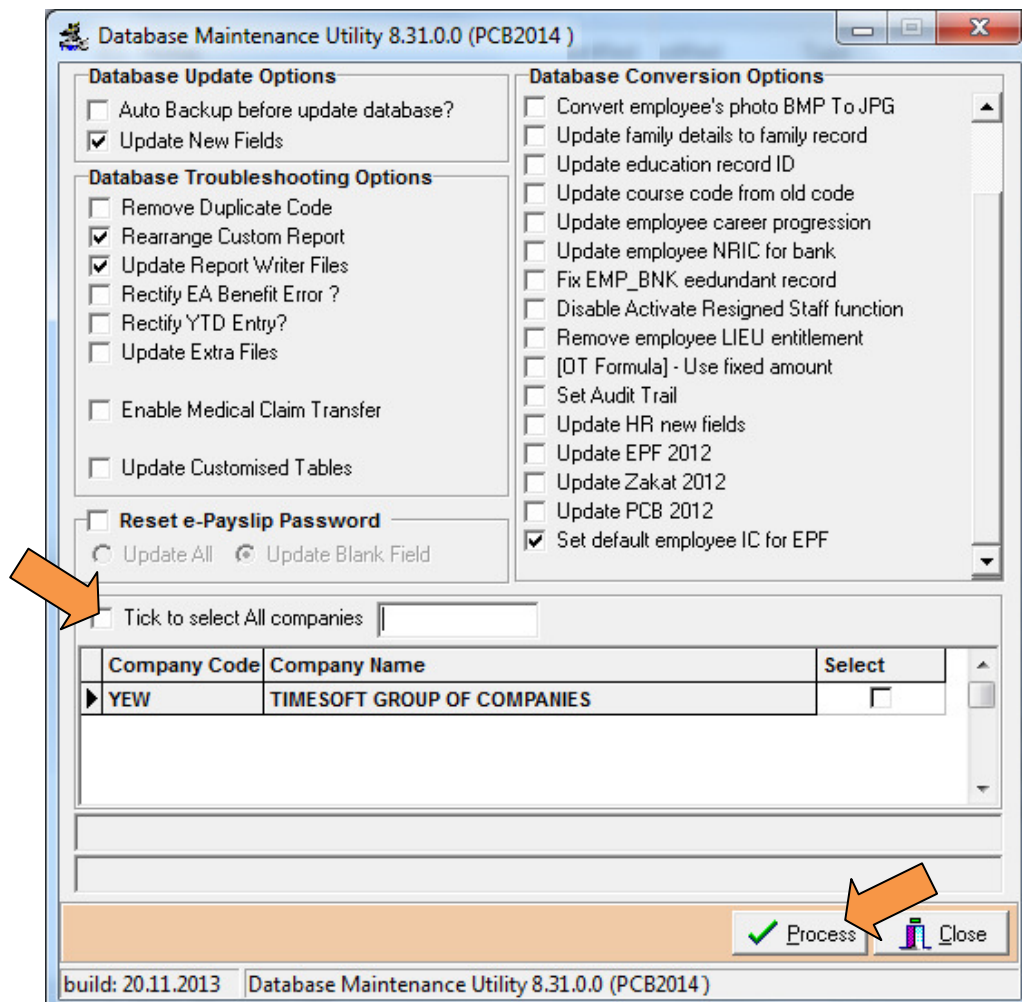 Database Maintenance Utility 8.31.0.0 (PCB2014 )
Database Update Options
Auto Backup before update database?
Update New Fields
Database Troubleshooting Options
Remove Duplicate Code
Rearrange Custom Report
Update Report Writer Files
Rectify EA Benefit Error ?
Rectify YTD Entry?
Update Extra Files
Enable Medical Claim Transfer
Update Customised Tables
Reset e-Payslip Password
Update All Update Blank Field
Database Conversion Options
Convert employee's photo BMP To JPG
Update family details to family record
Update education record ID
Update course code from old code
Update employee career progression
Update employee NRIC for bank
Fix EMP_BNK eedundant record
Disable Activate Resigned Staff function
Remove employee LIEU entitlement
[OT Formula] - Use fixed amount
Set Audit Trail
Update HR new fields
Update EPF 2012
Update Zakat 2012
Update PCB 2012
Set default employee IC for EPF
Tick to select All companies
Company Code Company Name Select
YEW TIMESOFT GROUP OF COMPANIES
Process Close
build: 20.11.2013 Database Maintenance Utility 8.31.0.0 (PCB2014 )